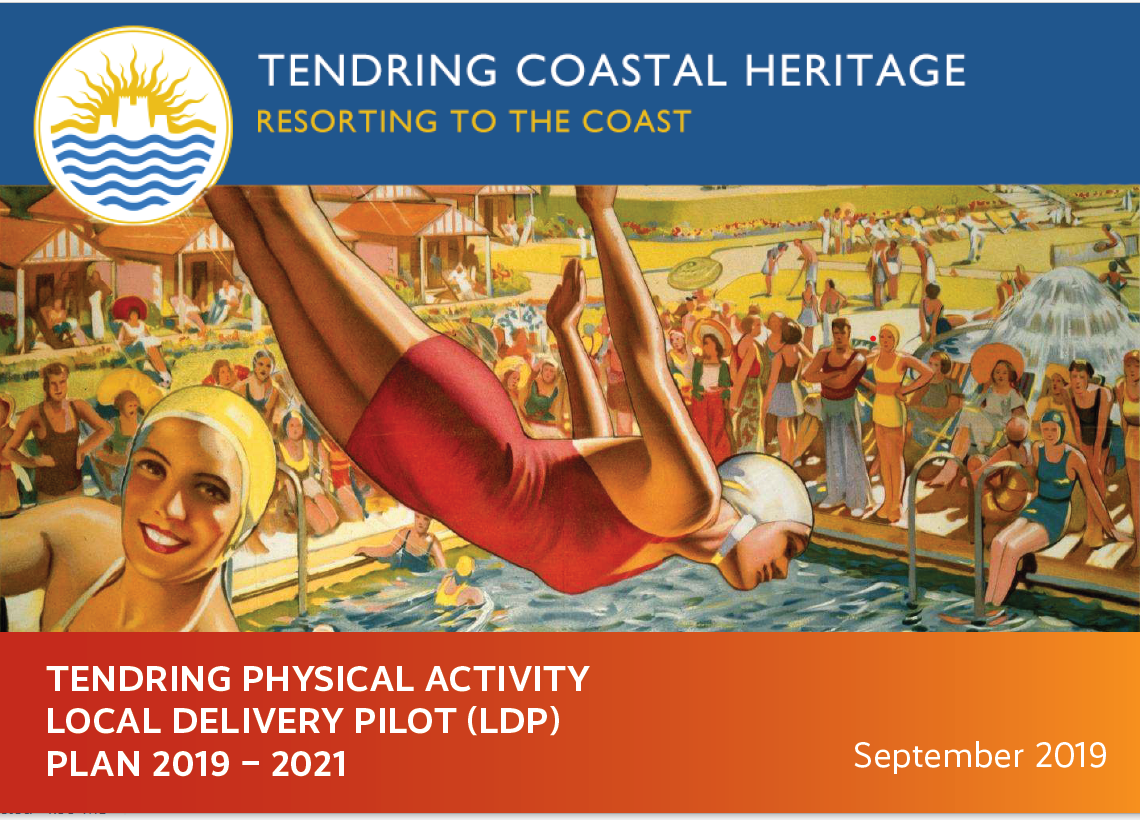 TENDRING COASTAL HERITAGE
RESORTING TO THE COAST
TENDRING PHYSICAL ACTIVITY
LOCAL DELIVERY PILOT (LDP)
PLAN 2019 – 2021
September 2019